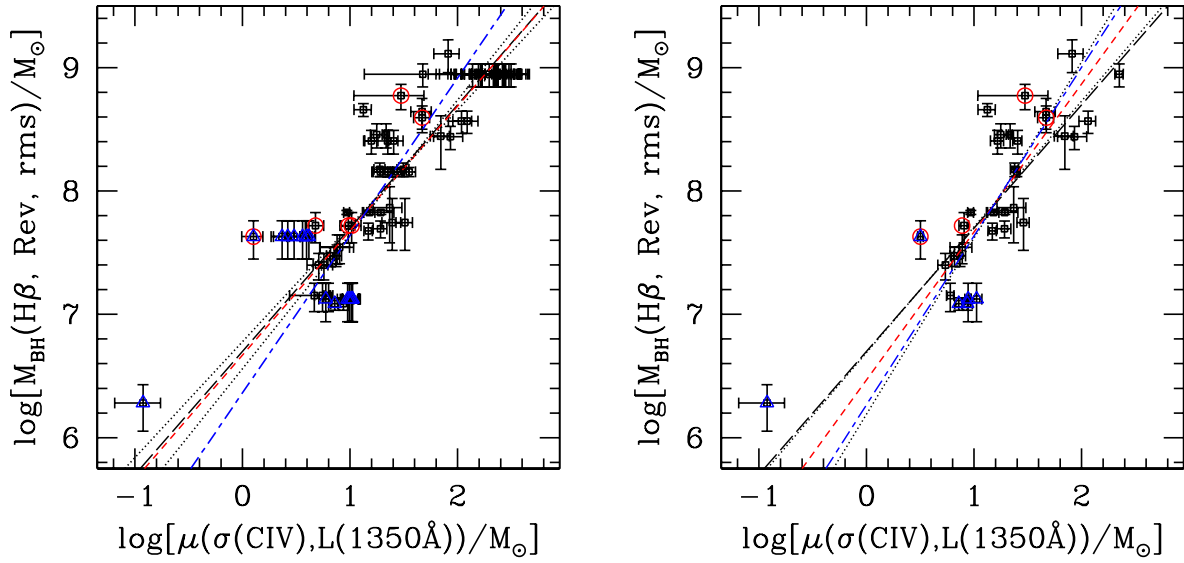 log[M_BH(Hβ, Rev, rms)/M_⊙]
9
8
7
6
−1 0 1 2
log[μ(σ(CIV),L(1350Å))/M_⊙]
log[M_BH(Hβ, Rev, rms)/M_⊙]
9
8
7
6
−1 0 1 2
log[μ(σ(CIV),L(1350Å))/M_⊙]